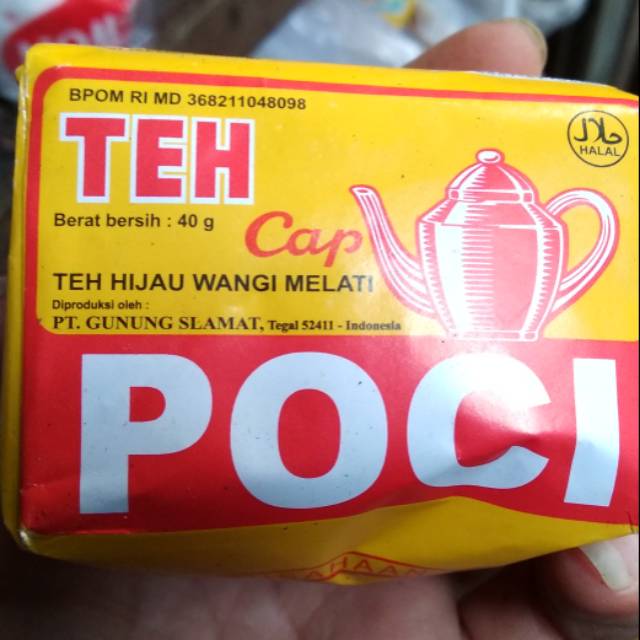 BPOM RI MD 368211048098
TEH
حلال
HALAL
Berat bersih : 40 g
Cap
TEH HIJAU WANGI MELATI
Diproduksi oleh :
PT. GUNUNG SLAMAT, Tegal 52411 - Indonesia
POCI